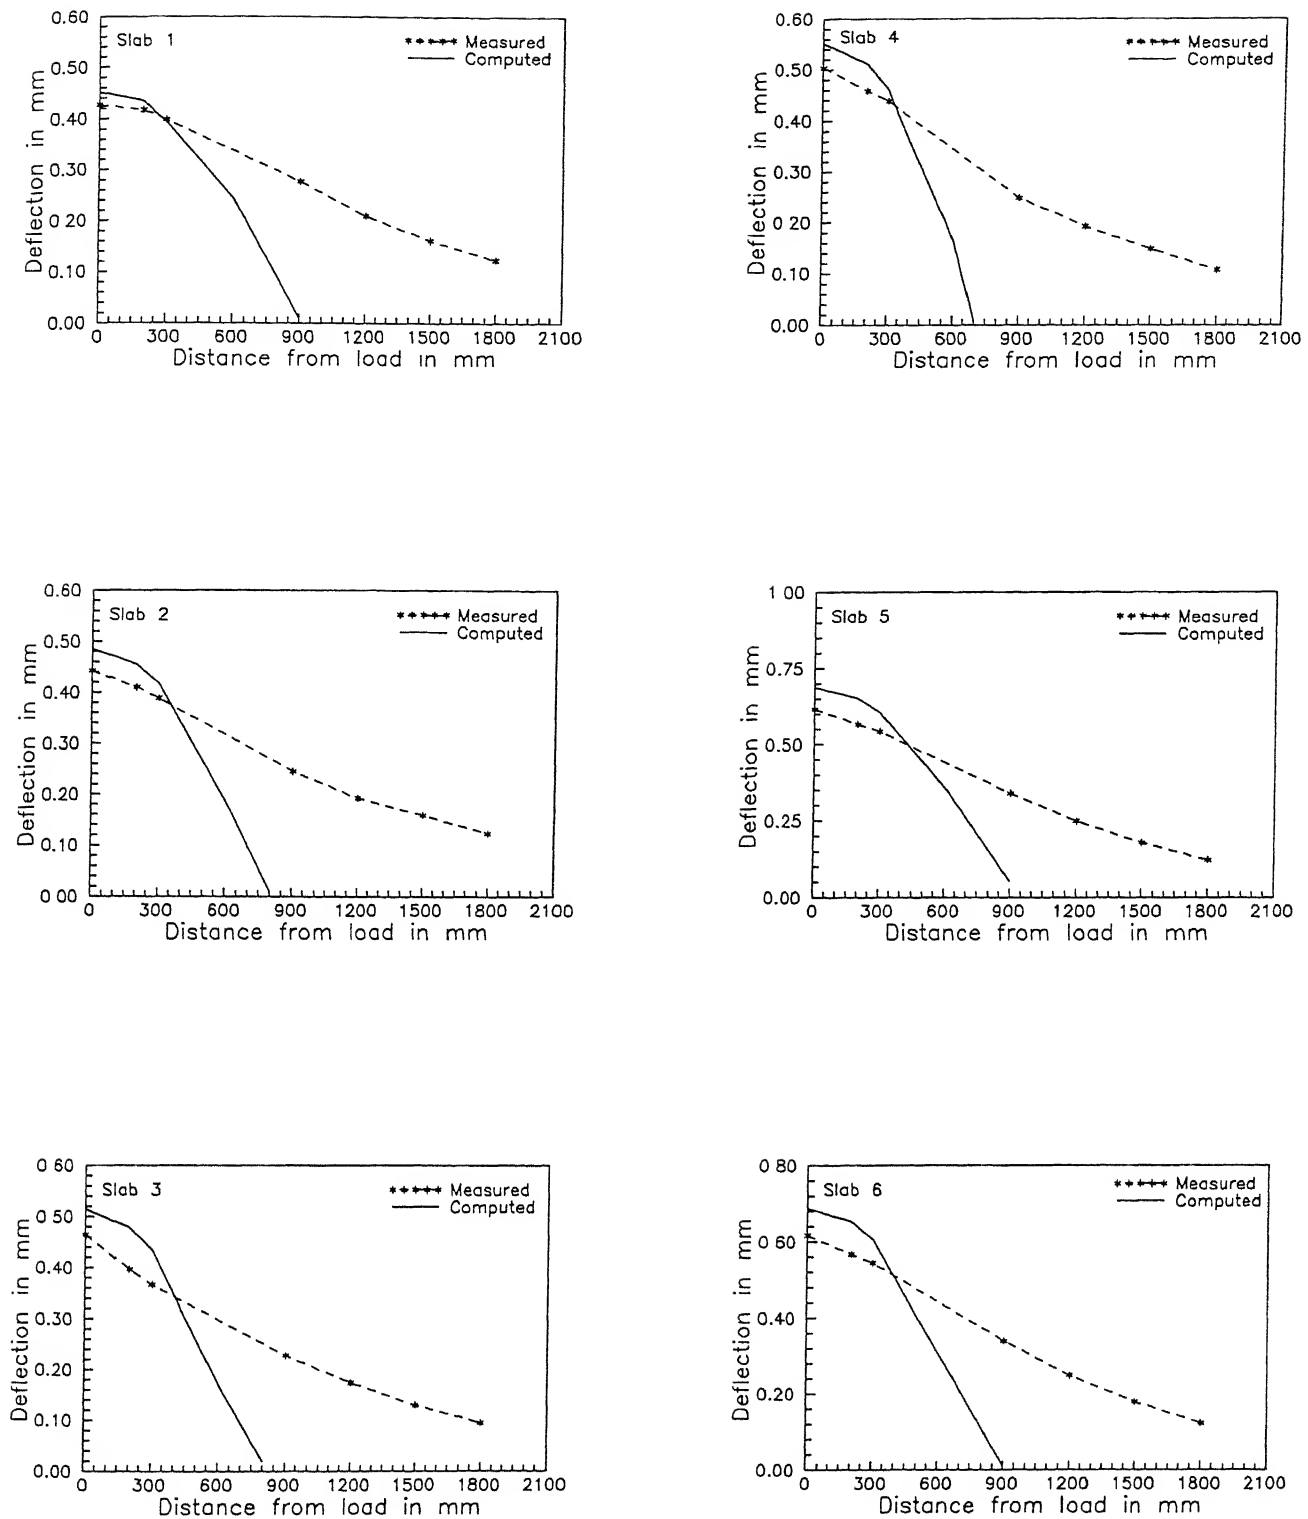 Slab 1
Measured
Computed
0.60
0.50
0.40
0.30
0.20
0.10
0.00
Deflection in mm
0 300 600 900 1200 1500 1800 2100
Distance from load in mm
Slab 4
Measured
Computed
0.60
0.50
0.40
0.30
0.20
0.10
0.00
Deflection in mm
0 300 600 900 1200 1500 1800 2100
Distance from load in mm
Slab 2
Measured
Computed
0.60
0.50
0.40
0.30
0.20
0.10
0 00
Deflection in mm
0 300 600 900 1200 1500 1800 2100
Distance from load in mm
Slab 5
Measured
Computed
1 00
0.75
0.50
0.25
0 00
Deflection in mm
0 300 600 900 1200 1500 1800 2100
Distance from load in mm
Slab 3
Measured
Computed
0 60
0 50
0.40
0.30
0.20
0.10
0.00
Deflection in mm
0 300 600 900 1200 1500 1800 2100
Distance from load in mm
Slab 6
Measured
Computed
0 80
0 60
0.40
0.20
0.00
Deflection in mm
0 300 600 900 1200 1500 1800 2100
Distance from load in mm